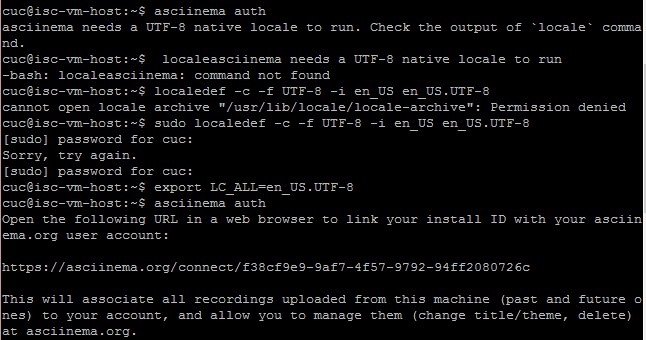 cuc@isc-vm-host:~$ asciinema auth
asciinema needs a UTF-8 native locale to run. Check the output of `locale` comma
nd.
cuc@isc-vm-host:~$  localeasciinema needs a UTF-8 native locale to run
-bash: localeasciinema: command not found
cuc@isc-vm-host:~$ localedef -c -f UTF-8 -i en_US en_US.UTF-8
cannot open locale archive "/usr/lib/locale/locale-archive": Permission denied
cuc@isc-vm-host:~$ sudo localedef -c -f UTF-8 -i en_US en_US.UTF-8
[sudo] password for cuc:
Sorry, try again.
[sudo] password for cuc:
cuc@isc-vm-host:~$ export LC_ALL=en_US.UTF-8
cuc@isc-vm-host:~$ asciinema auth
Open the following URL in a web browser to link your install ID with your asciin
ema.org user account:
https://asciinema.org/connect/f38cf9e9-9af7-4f57-9792-94ff2080726c
This will associate all recordings uploaded from this machine (past and future o
nes) to your account, and allow you to manage them (change title/theme, delete)
at asciinema.org.